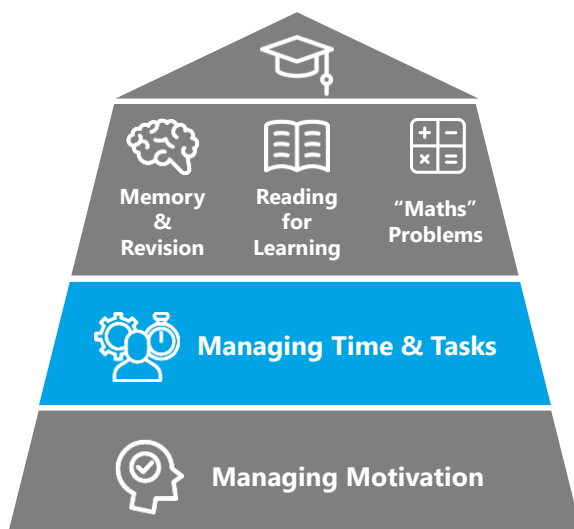 Memory
&
Revision
Reading
for
Learning
“Maths”
Problems
Managing Time & Tasks
Managing Motivation